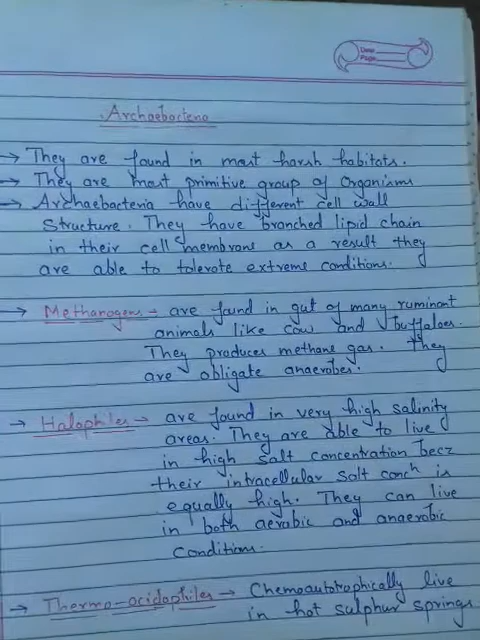 Date:
Page:
Archaebacteria
→ They are found in most harsh habitats.
→ They are most primitive group of Organisms
→ Archaebacteria have different cell wall
structure. They have branched lipid chain
in their cell membrane as a result they
are able to tolerate extreme conditions.
→ Methanogens → are found in gut of many ruminant
animals like cow and buffaloes.
They produces methane gas. They
are obligate anaerobes.
→ Halophiles → are found in very high salinity
areas. They are able to live
in high salt concentration becz
their intracellular salt concn is
equally high. They can live
in both aerobic and anaerobic
conditions.
→ Thermo-acidophiles → Chemoautotrophically live
in hot sulphur springs